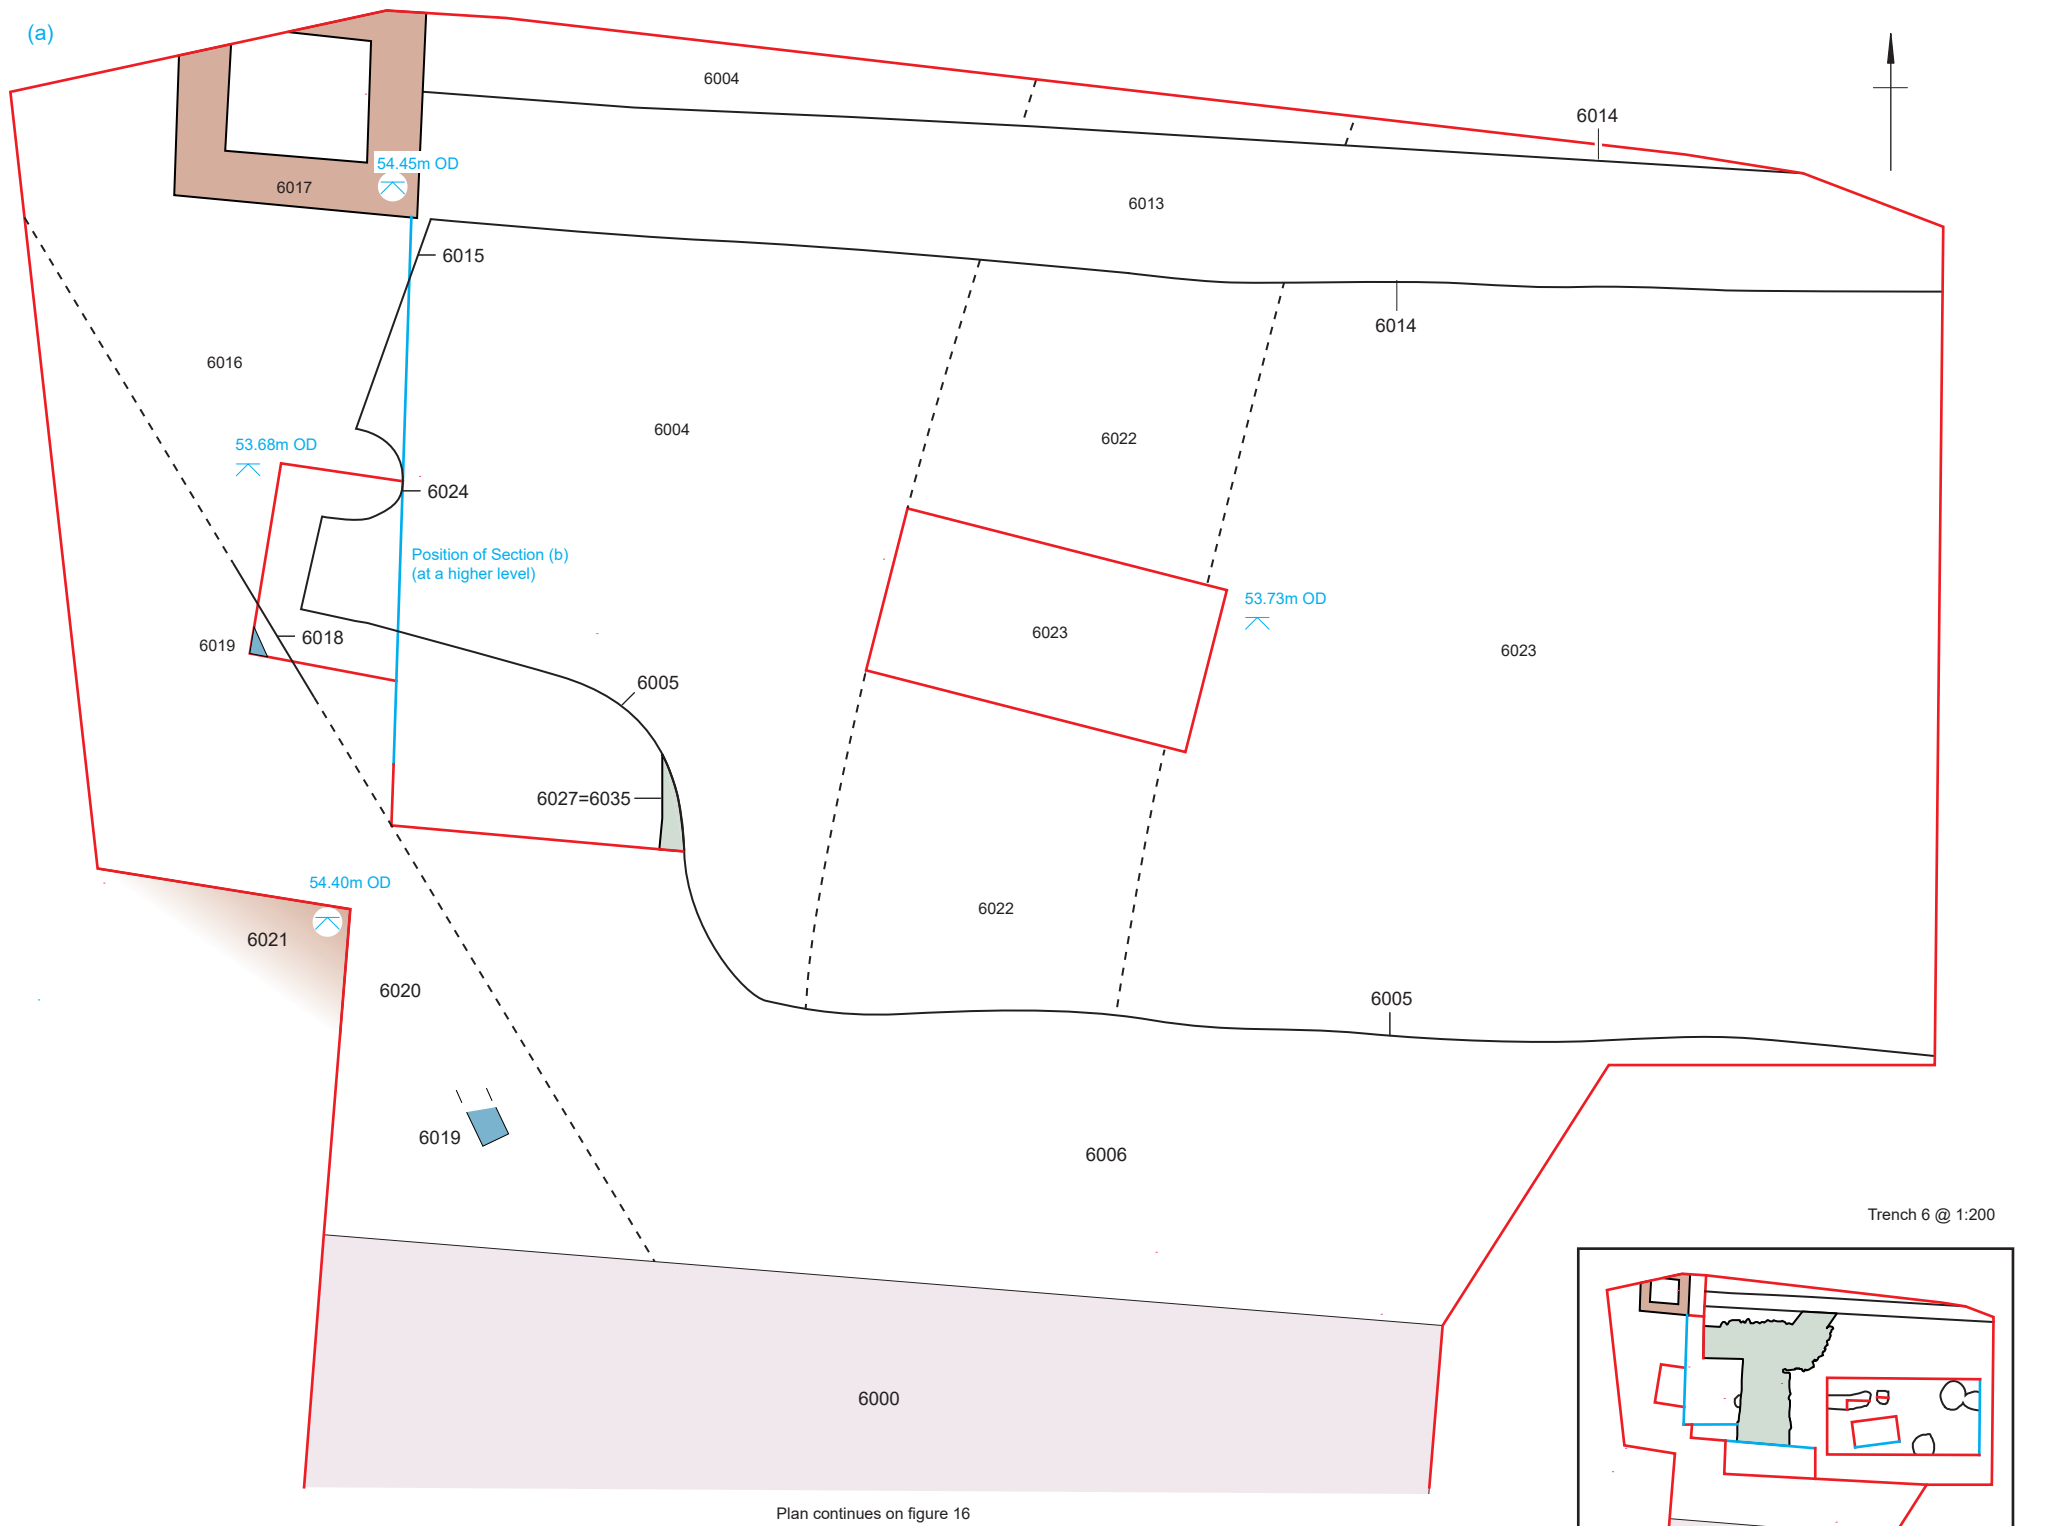 (a)
6004
6014
54.45m OD
6017
6013
6015
6014
6016
6004
6022
53.68m OD
6024
Position of Section (b)
(at a higher level)
53.73m OD
6023
6023
6019
6018
6005
6027=6035
54.40m OD
6022
6021
6020
6005
6019
6006
Trench 6 @ 1:200
6000
Plan continues on figure 16